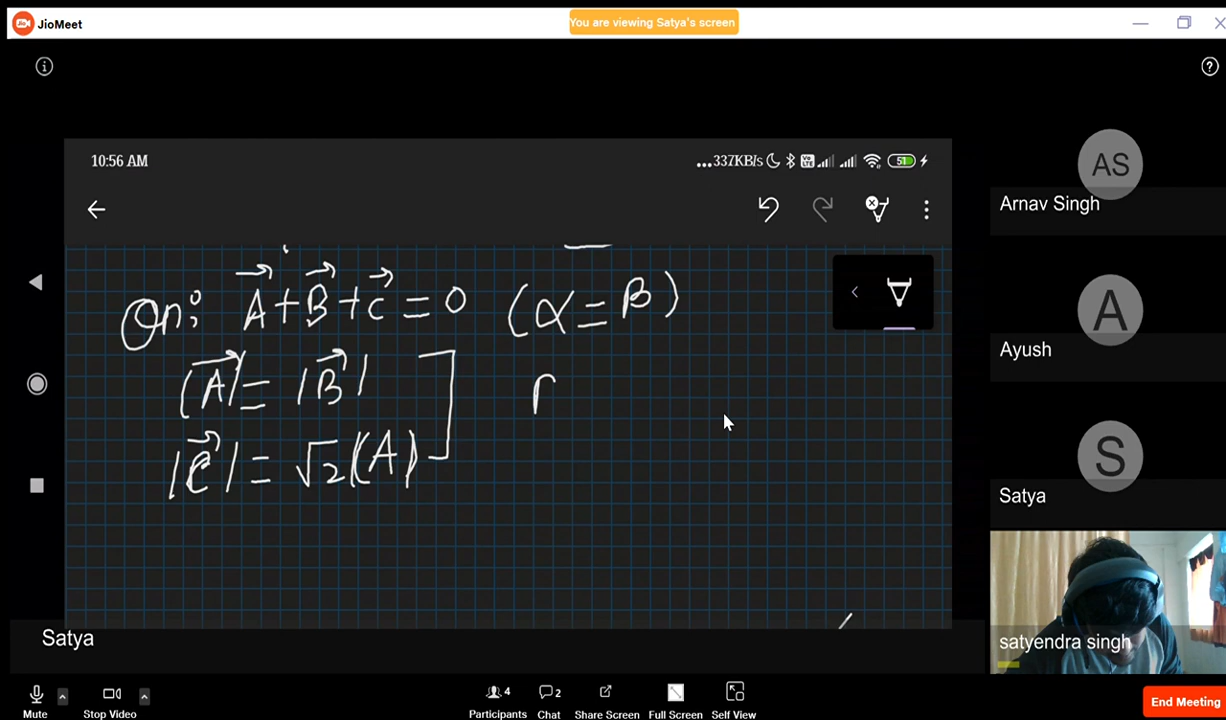 JioMeet
You are viewing Satya's screen
10:56 AM
...337KB/s
51
Qn: A⃗ + B⃗ + C⃗ = 0 (α = β)
|A⃗| = |B⃗|
|C⃗| = √2 (A)
Γ
AS
Arnav Singh
A
Ayush
S
Satya
satyendra singh
Satya
Mute
Stop Video
4
Participants
2
Chat
Share Screen
Full Screen
Self View
End Meeting